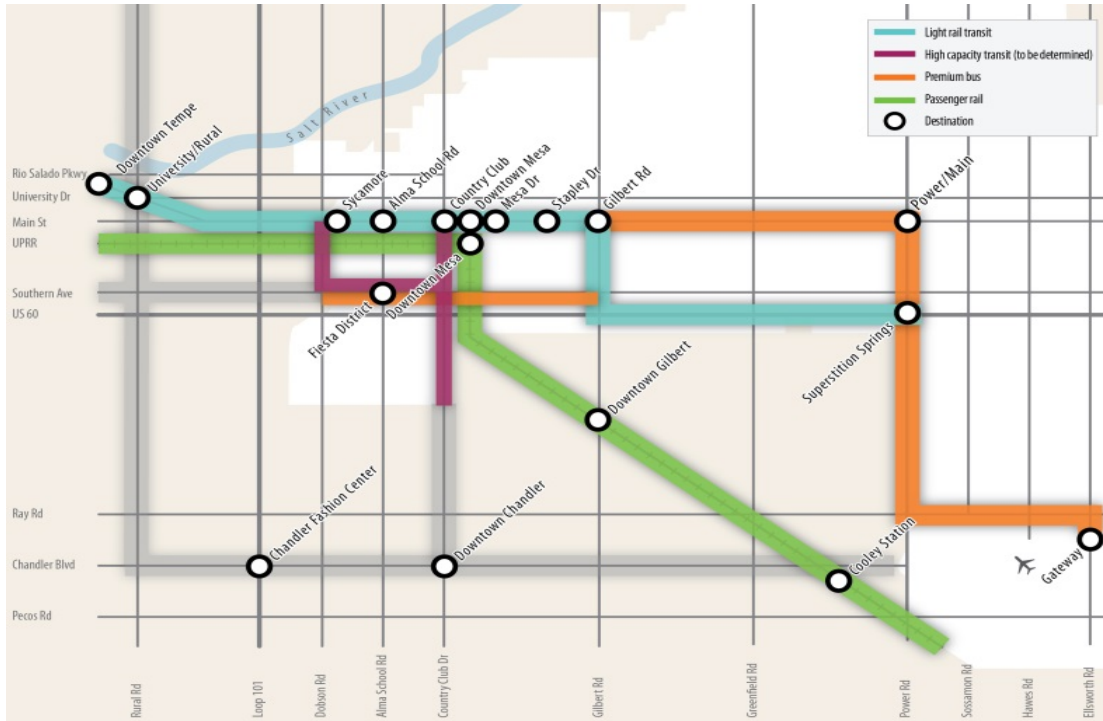 Light rail transit
High capacity transit (to be determined)
Premium bus
Passenger rail
Destination
Salt River
Downtown Tempe
University/Rural
Sycamore
Alma School Rd
Country Club
Downtown Mesa
Mesa Dr
Stapley Dr
Gilbert Rd
Power/Main
Rio Salado Pkwy
University Dr
Main St
UPRR
Southern Ave
US 60
Fiesta District
Downtown Mesa
Superstition Springs
Downtown Gilbert
Chandler Fashion Center
Downtown Chandler
Cooley Station
Gateway
Ray Rd
Chandler Blvd
Pecos Rd
Rural Rd
Loop 101
Dobson Rd
Alma School Rd
Country Club Dr
Gilbert Rd
Greenfield Rd
Power Rd
Sossamon Rd
Hawes Rd
Ellsworth Rd